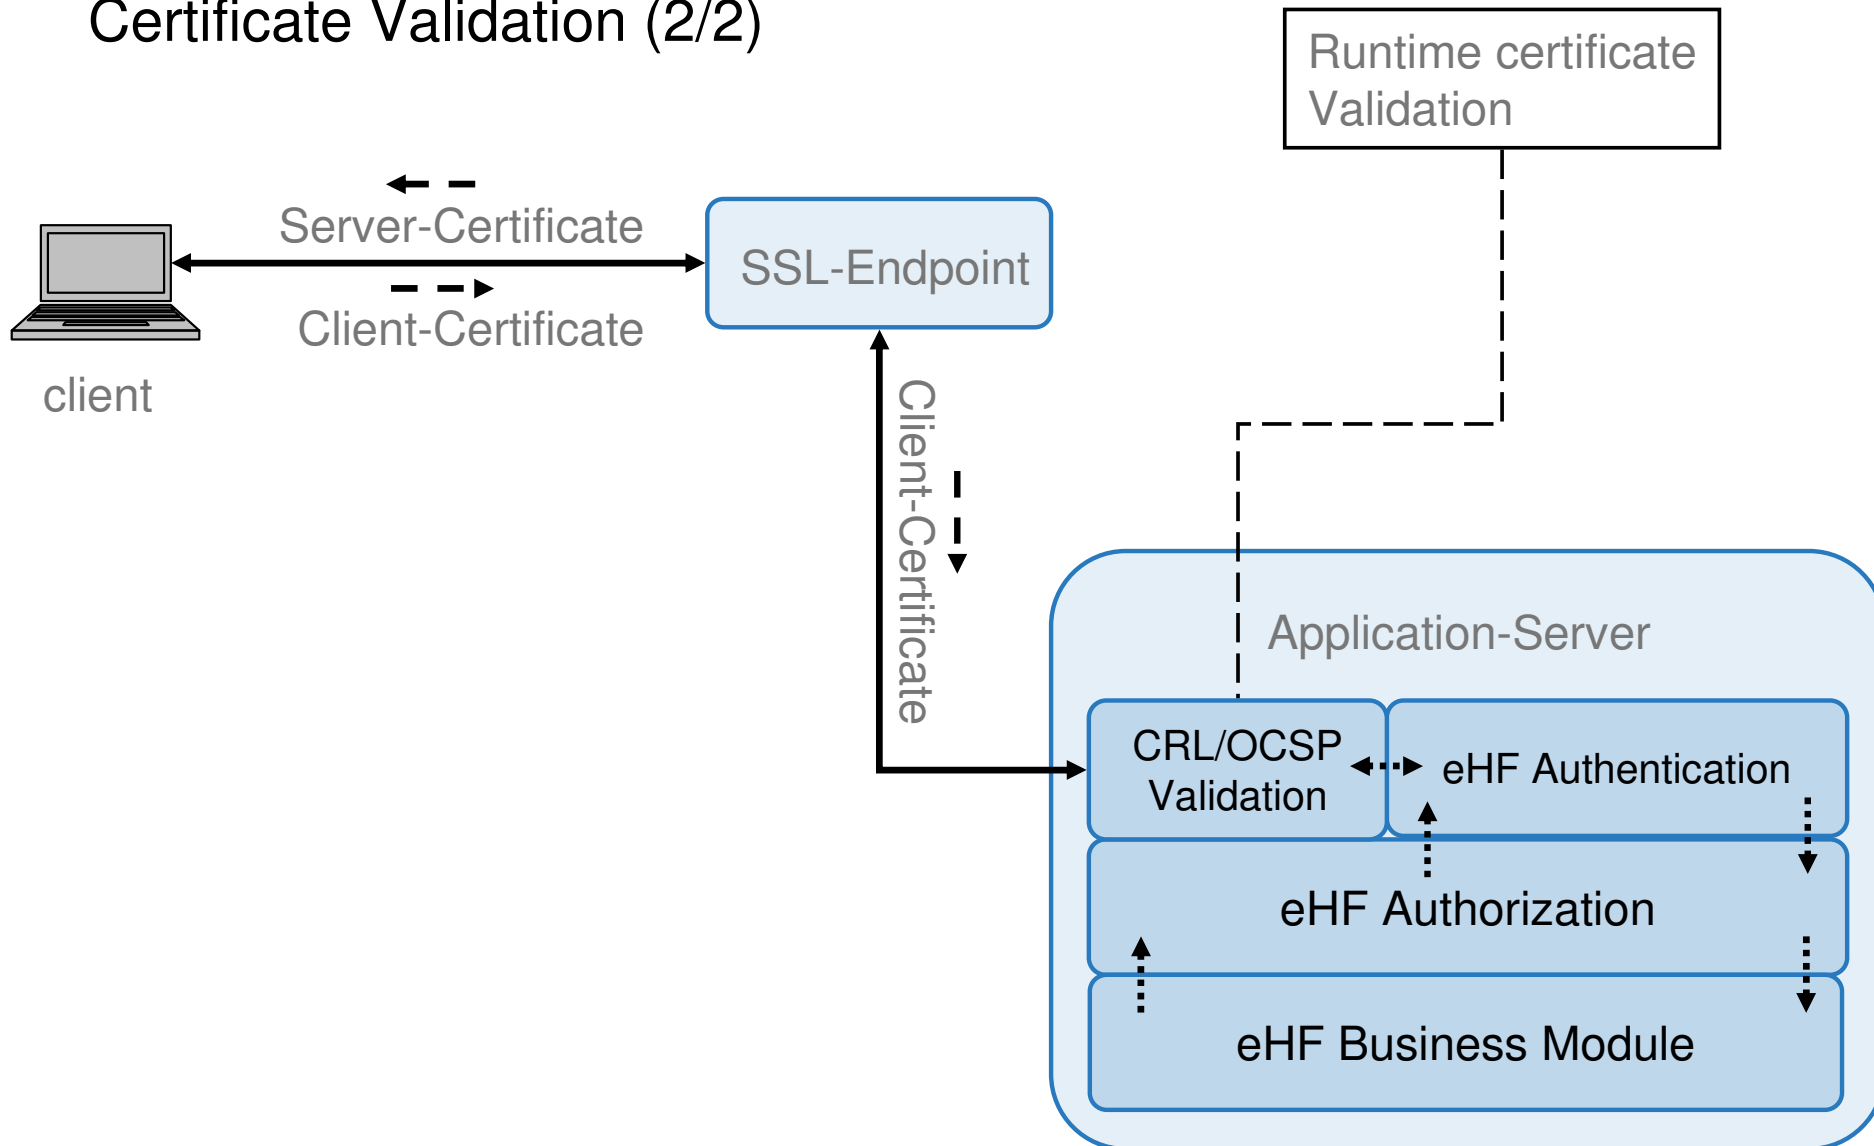 Certificate Validation (2/2)
Runtime certificate
Validation
Server-Certificate
SSL-Endpoint
Client-Certificate
client
Client-Certificate
Application-Server
CRL/OCSP
Validation
eHF Authentication
eHF Authorization
eHF Business Module